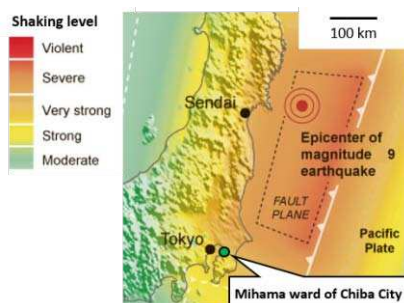 Shaking level
Violent
Severe
Very strong
Strong
Moderate
100 km
Sendai
Epicenter of
magnitude 9
earthquake
FAULT
PLANE
Pacific
Plate
Tokyo
Mihama ward of Chiba City